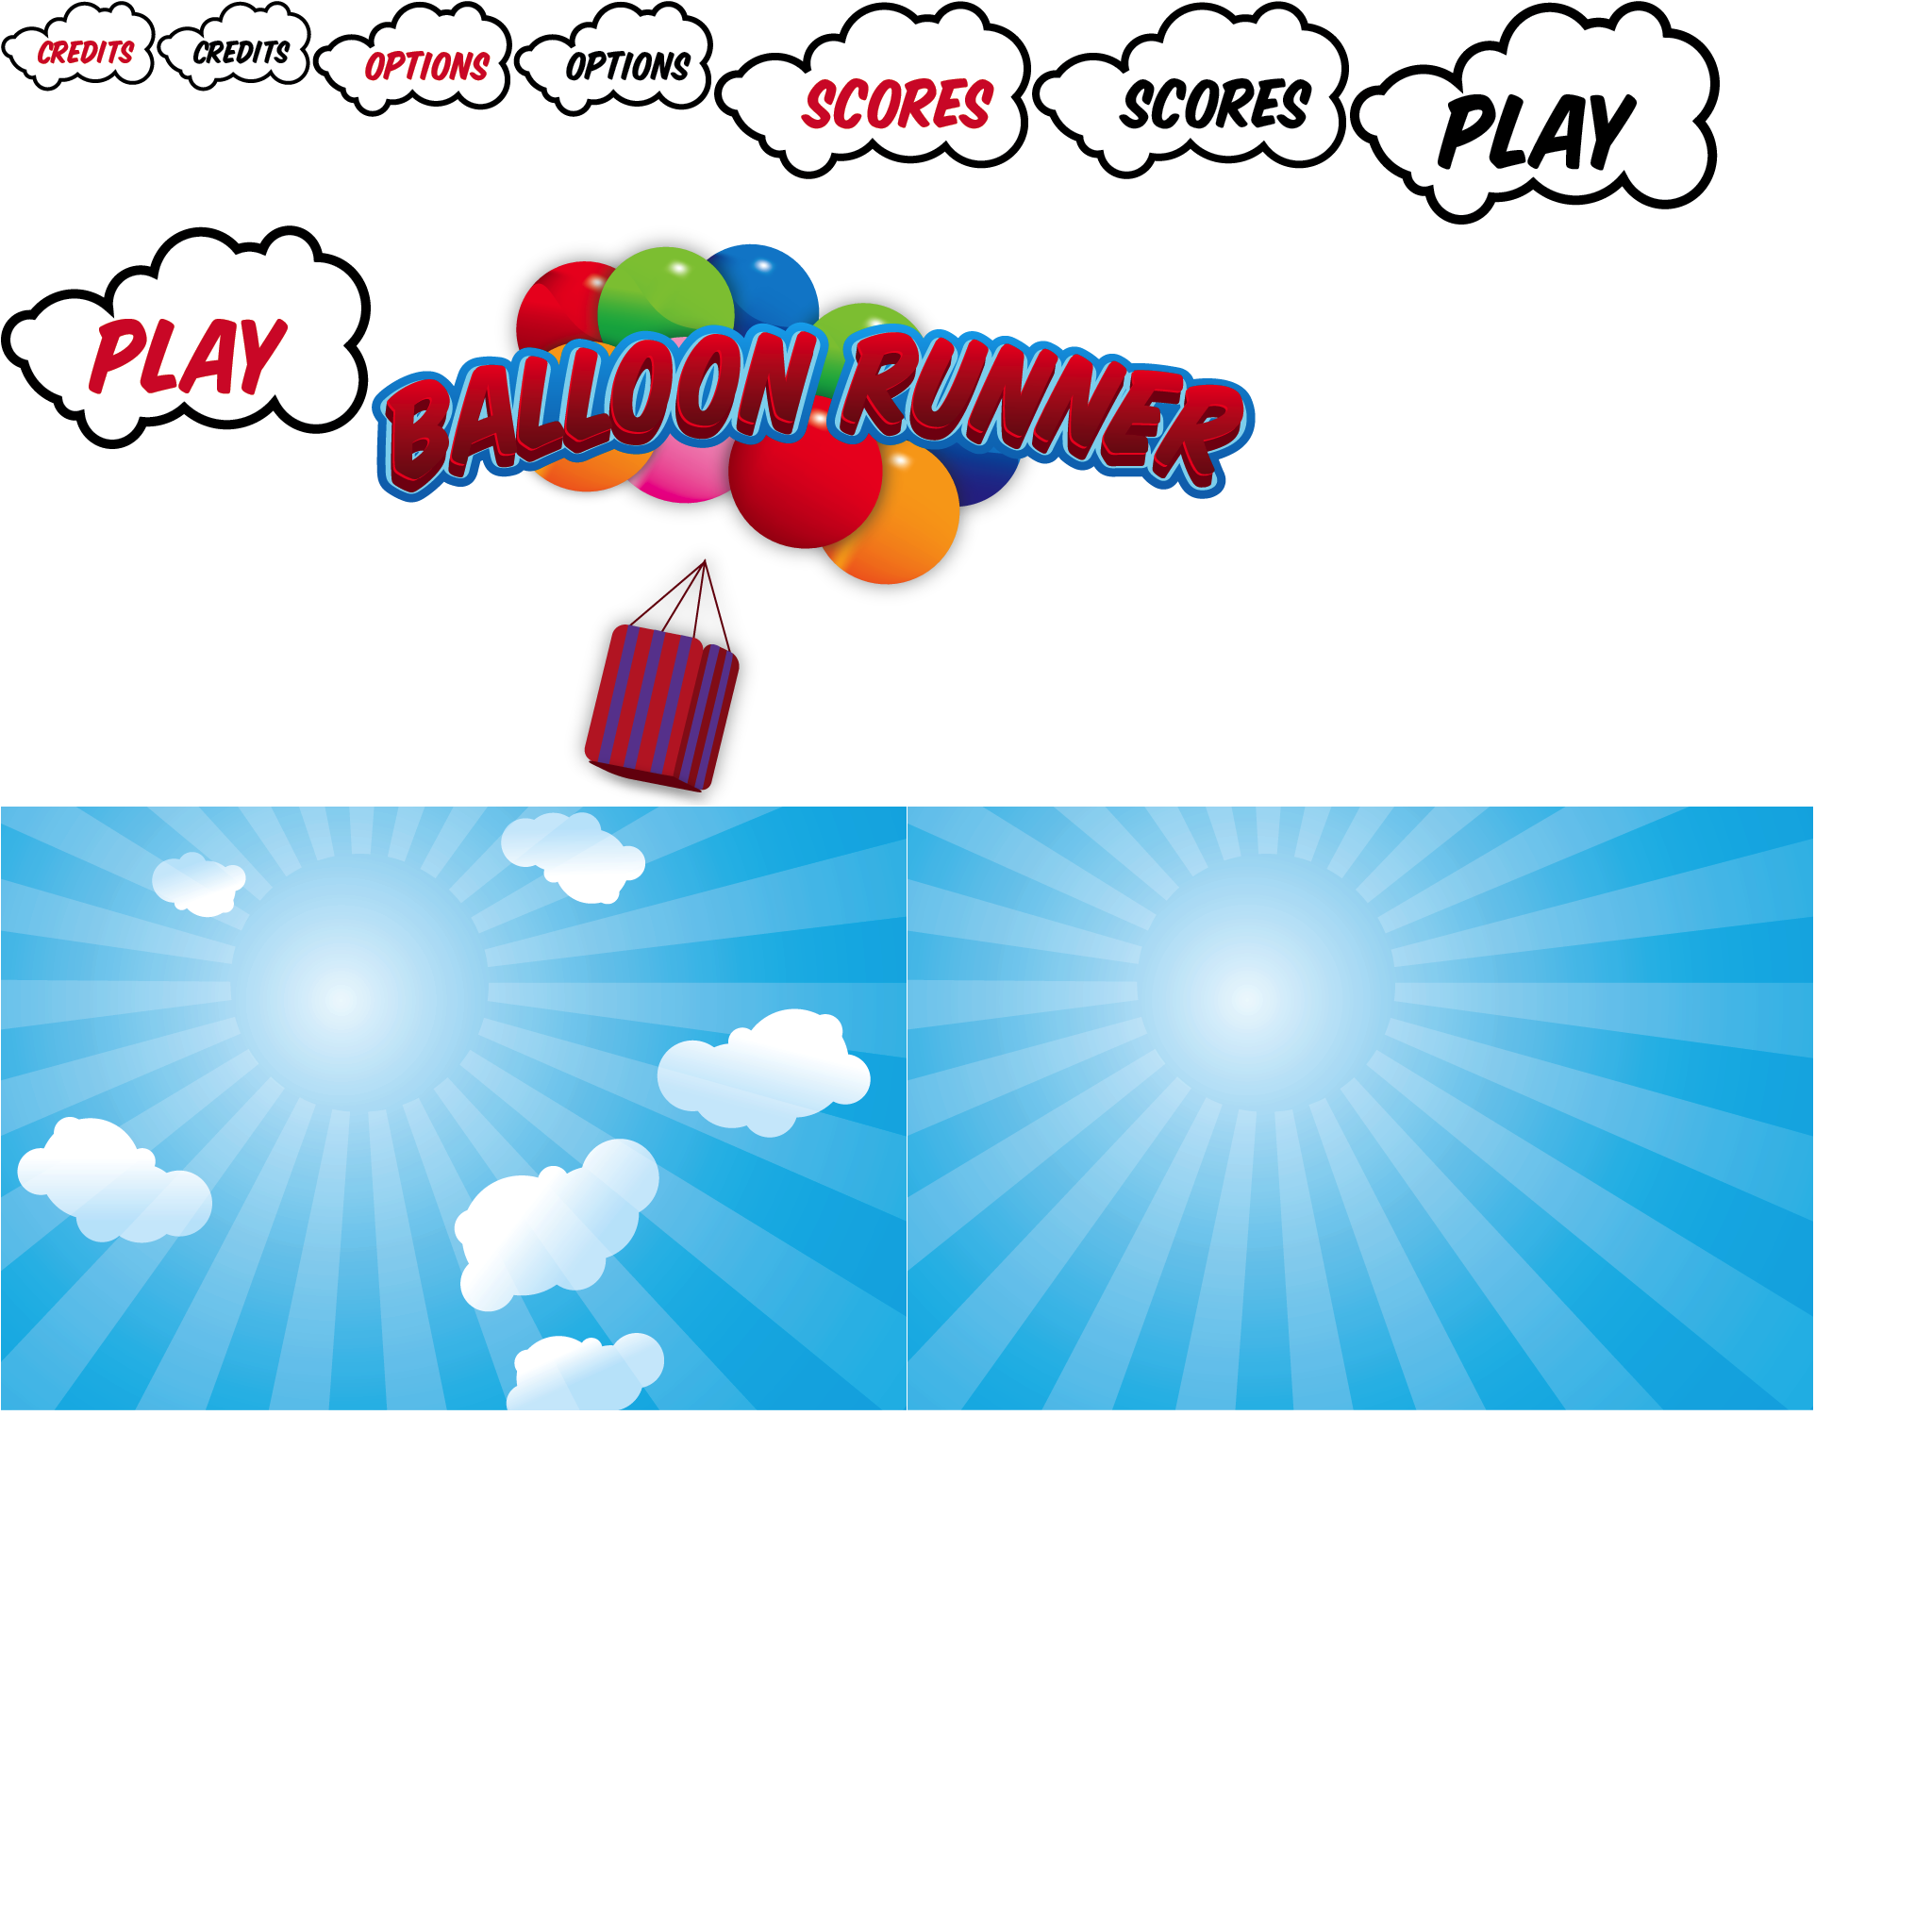 CREDITS
CREDITS
OPTIONS
OPTIONS
SCORES
SCORES
PLAY
PLAY
BALLOON RUNNER